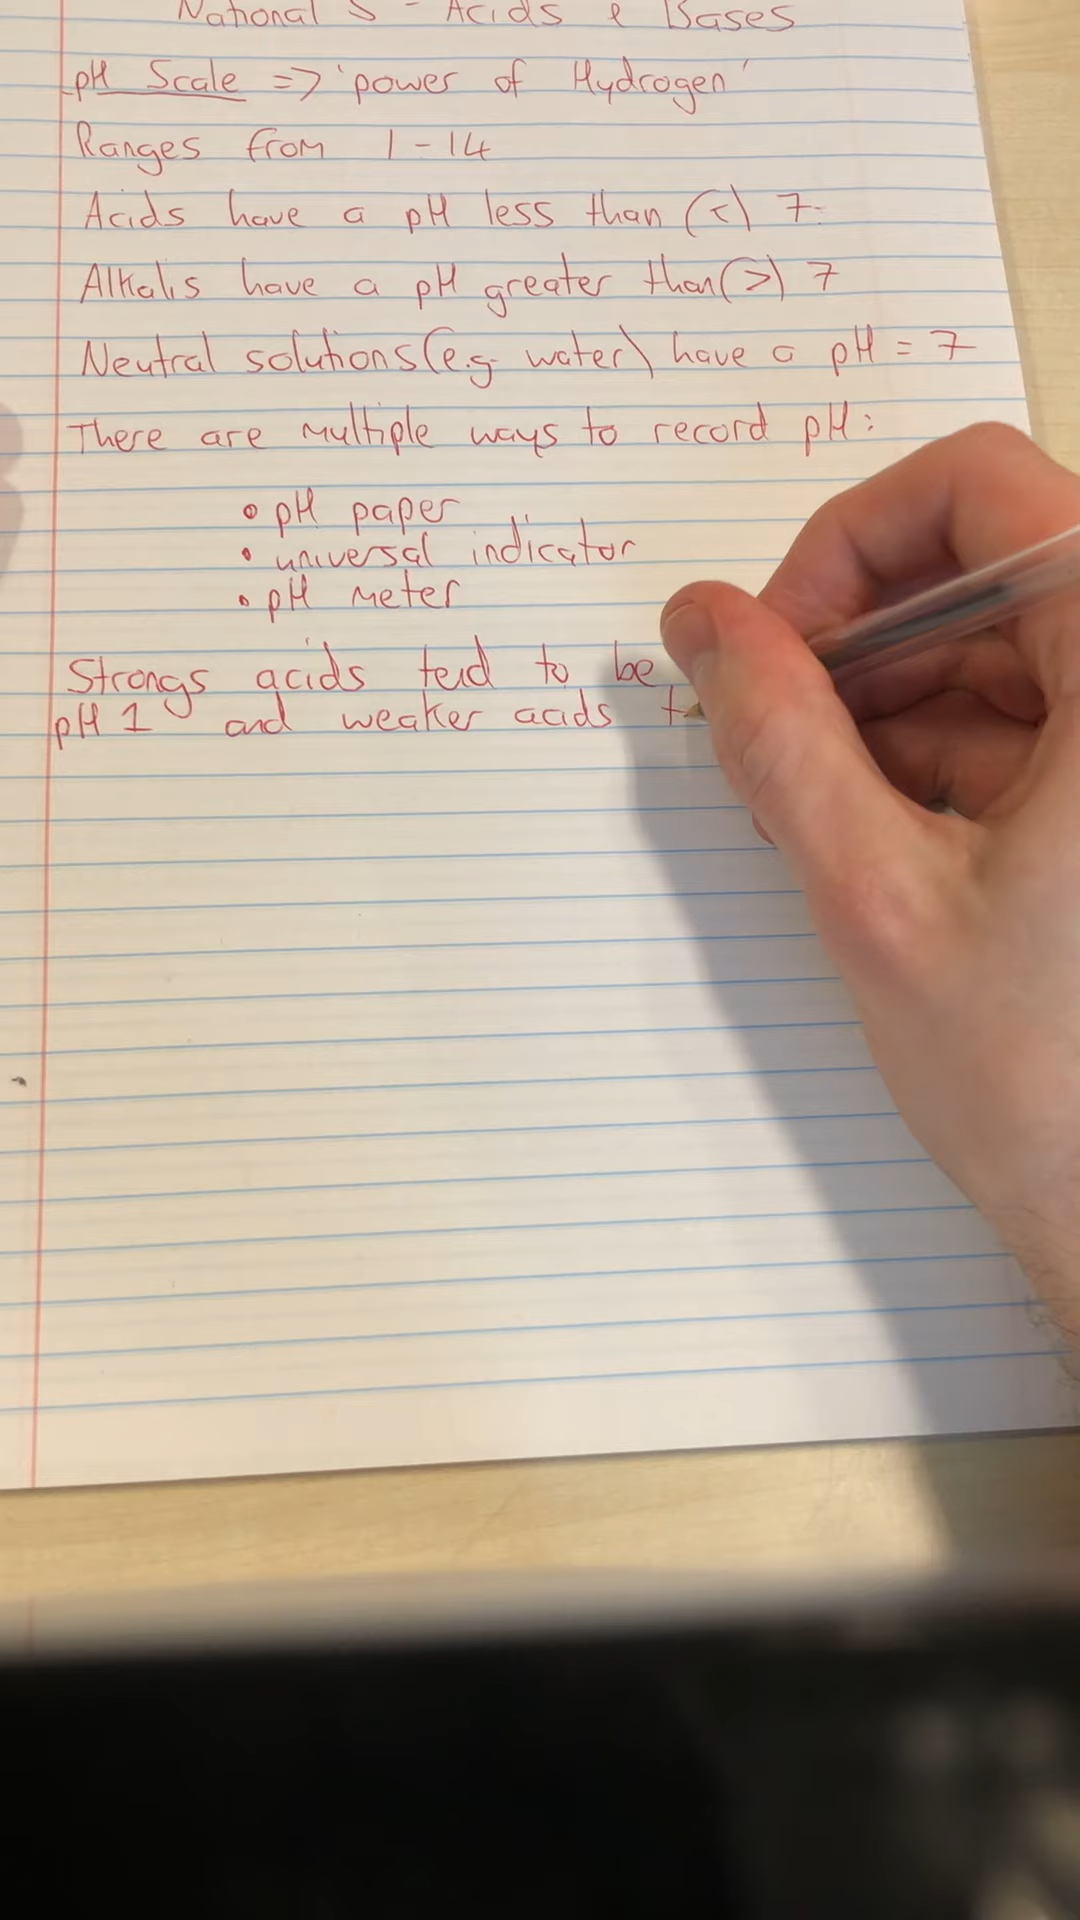 National 5 - Acids & Bases
pH Scale => 'power of Hydrogen'
Ranges from 1-14
Acids have a pH less than (<) 7.
Alkalis have a pH greater than (>) 7
Neutral solutions (e.g. water) have a pH = 7
There are multiple ways to record pH:
• pH paper
• universal indicator
• pH meter
Strongs acids tend to be
pH 1 and weaker acids t